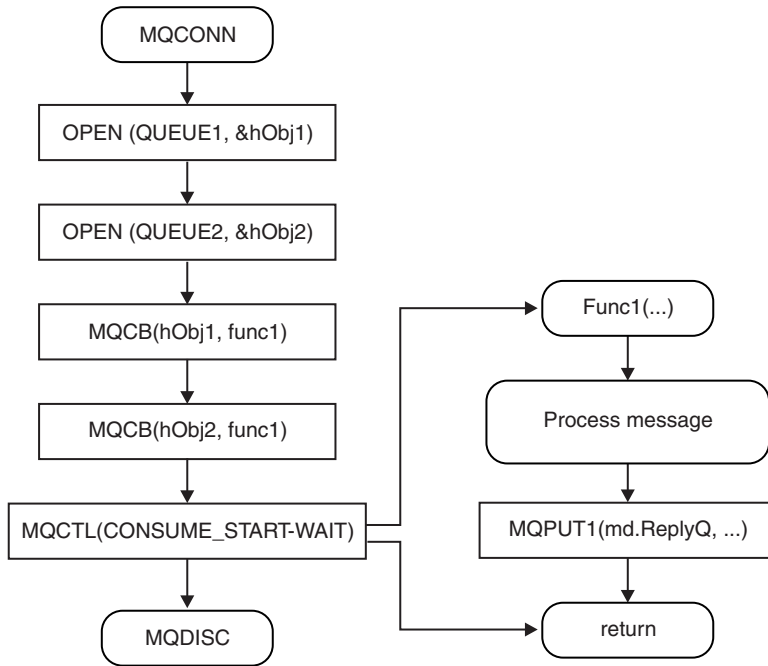 MQCONN
OPEN (QUEUE1, &hObj1)
OPEN (QUEUE2, &hObj2)
MQCB(hObj1, func1)
MQCB(hObj2, func1)
MQCTL(CONSUME_START-WAIT)
MQDISC
Func1(...)
Process message
MQPUT1(md.ReplyQ, ...)
return